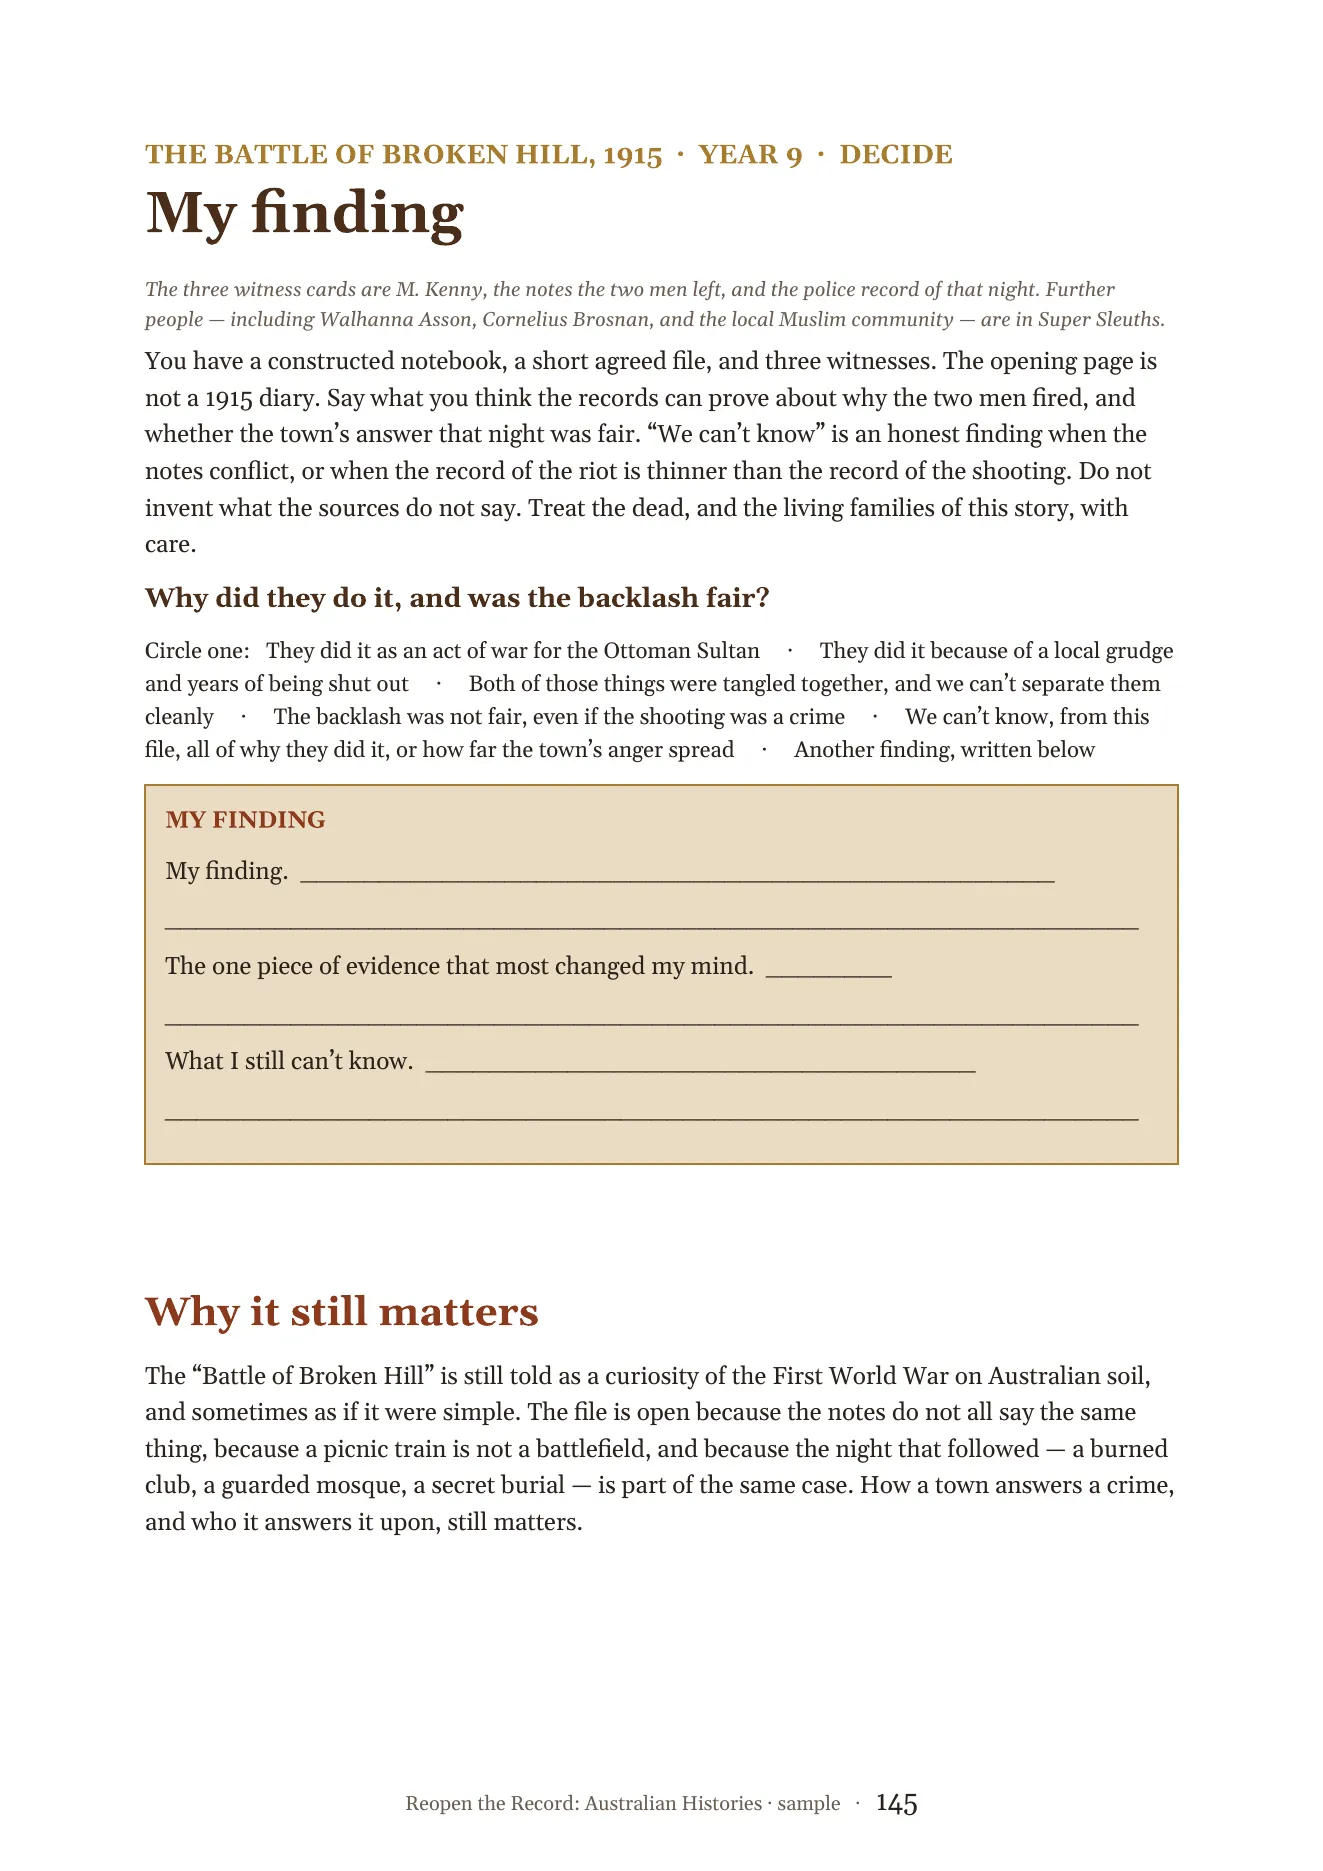 THE BATTLE OF BROKEN HILL, 1915 · YEAR 9 · DECIDE
My finding
The three witness cards are M. Kenny, the notes the two men left, and the police record of that night. Further
people — including Walhanna Asson, Cornelius Brosnan, and the local Muslim community — are in Super Sleuths.
You have a constructed notebook, a short agreed file, and three witnesses. The opening page is
not a 1915 diary. Say what you think the records can prove about why the two men fired, and
whether the town’s answer that night was fair. “We can’t know” is an honest finding when the
notes conflict, or when the record of the riot is thinner than the record of the shooting. Do not
invent what the sources do not say. Treat the dead, and the living families of this story, with
care.
Why did they do it, and was the backlash fair?
Circle one: They did it as an act of war for the Ottoman Sultan · They did it because of a local grudge
and years of being shut out · Both of those things were tangled together, and we can’t separate them
cleanly · The backlash was not fair, even if the shooting was a crime · We can’t know, from this
file, all of why they did it, or how far the town’s anger spread · Another finding, written below
MY FINDING
My finding. ____________________________________________________________
The one piece of evidence that most changed my mind. __________
What I still can’t know. ____________________________________________
Why it still matters
The “Battle of Broken Hill” is still told as a curiosity of the First World War on Australian soil,
and sometimes as if it were simple. The file is open because the notes do not all say the same
thing, because a picnic train is not a battlefield, and because the night that followed — a burned
club, a guarded mosque, a secret burial — is part of the same case. How a town answers a crime,
and who it answers it upon, still matters.
Reopen the Record: Australian Histories · sample · 145